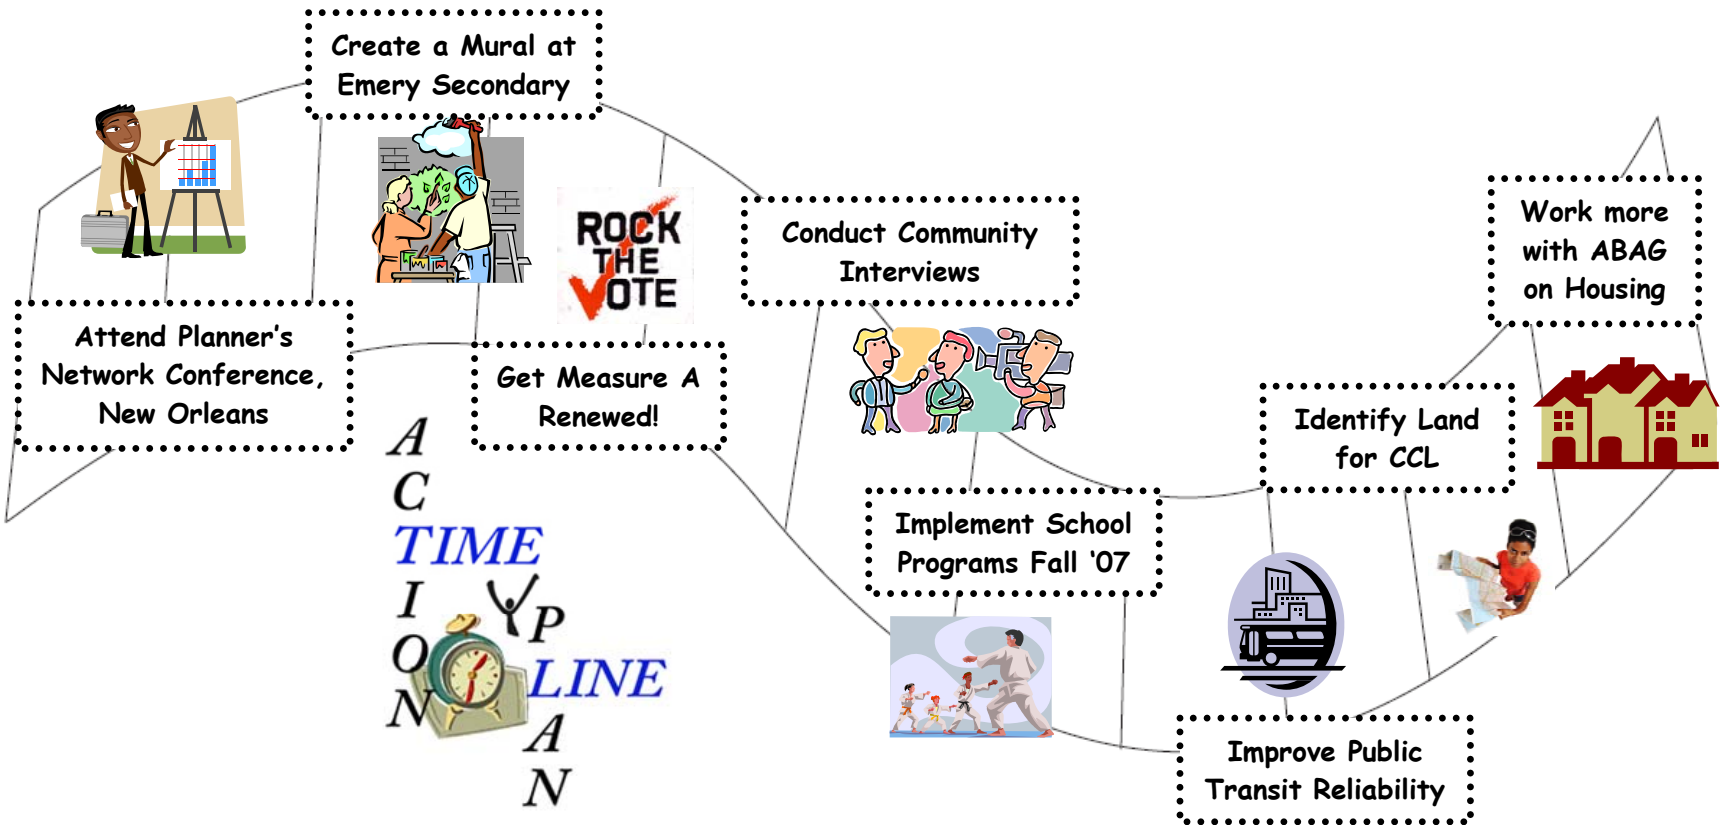 Create a Mural at
Emery Secondary
Attend Planner's
Network Conference,
New Orleans
ROCK
THE
VOTE
Get Measure A
Renewed!
Conduct Community
Interviews
Implement School
Programs Fall '07
Identify Land
for CCL
Work more
with ABAG
on Housing
Improve Public
Transit Reliability
ACTION
TIME
PLAN
LINE